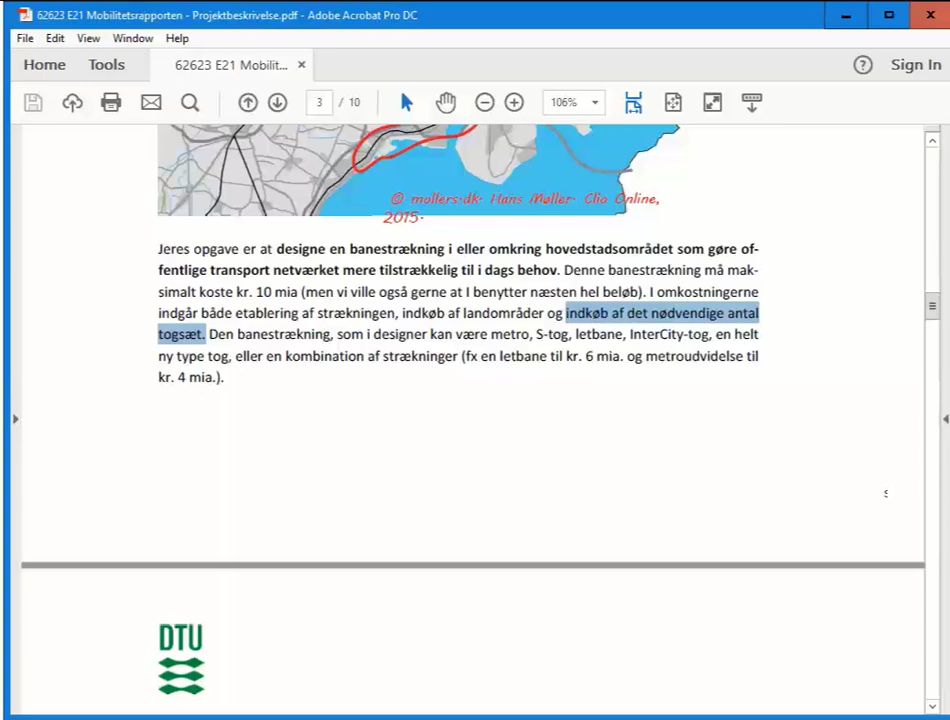 62623 E21 Mobilitetsrapporten - Projektbeskrivelse.pdf - Adobe Acrobat Pro DC
File Edit View Window Help
Home Tools 62623 E21 Mobilit... × ? Sign In
3 / 10 106%
© mollers.dk. Hans Møller. Clio Online,
2015.
Jeres opgave er at designe en banestrækning i eller omkring hovedstadsområdet som gøre of-
fentlige transport netværket mere tilstrækkelig til i dags behov. Denne banestrækning må mak-
simalt koste kr. 10 mia (men vi ville også gerne at I benytter næsten hel beløb). I omkostningerne
indgår både etablering af strækningen, indkøb af landområder og indkøb af det nødvendige antal
togsæt. Den banestrækning, som i designer kan være metro, S-tog, letbane, InterCity-tog, en helt
ny type tog, eller en kombination af strækninger (fx en letbane til kr. 6 mia. og metroudvidelse til
kr. 4 mia.).
s
DTU